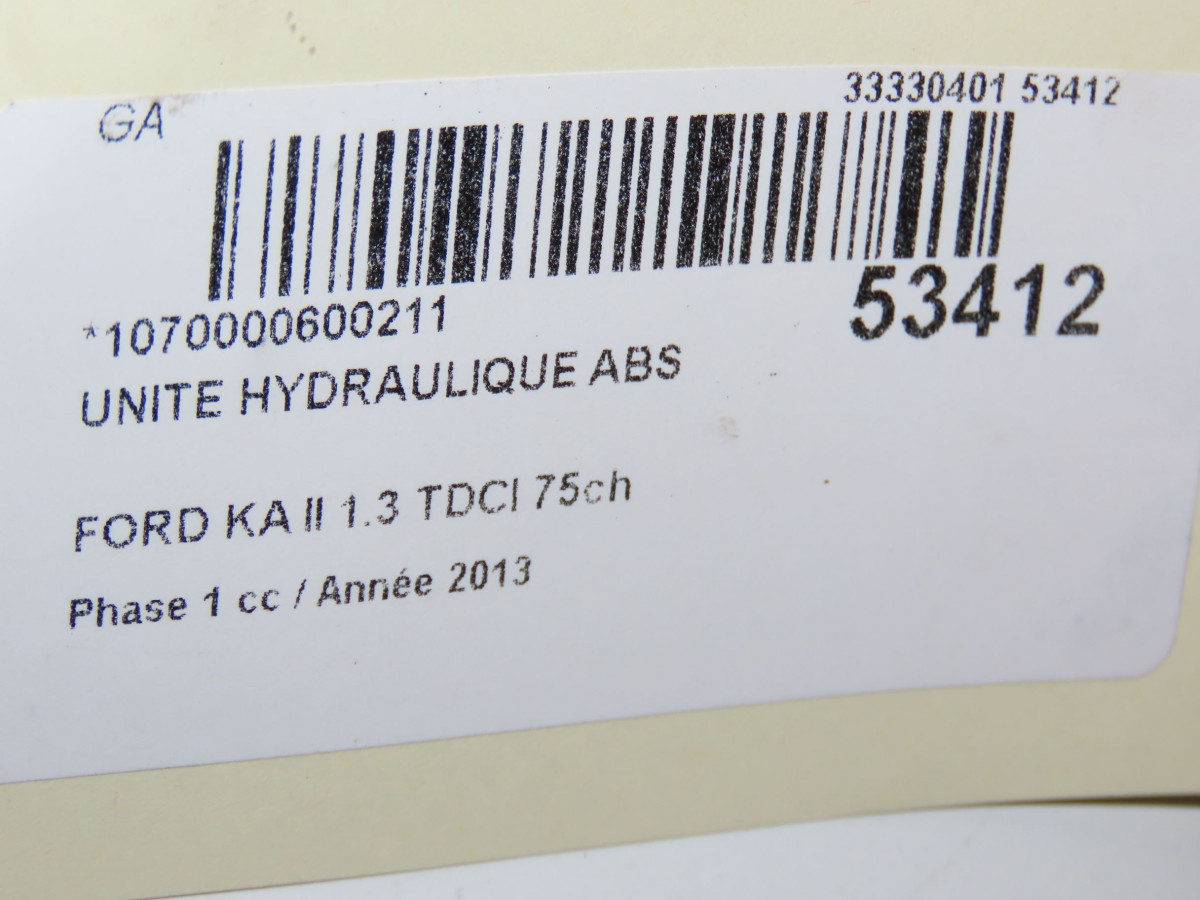 33330401 53412
GA
*1070000600211
53412
UNITE HYDRAULIQUE ABS
FORD KA II 1.3 TDCI 75ch
Phase 1 cc / Année 2013